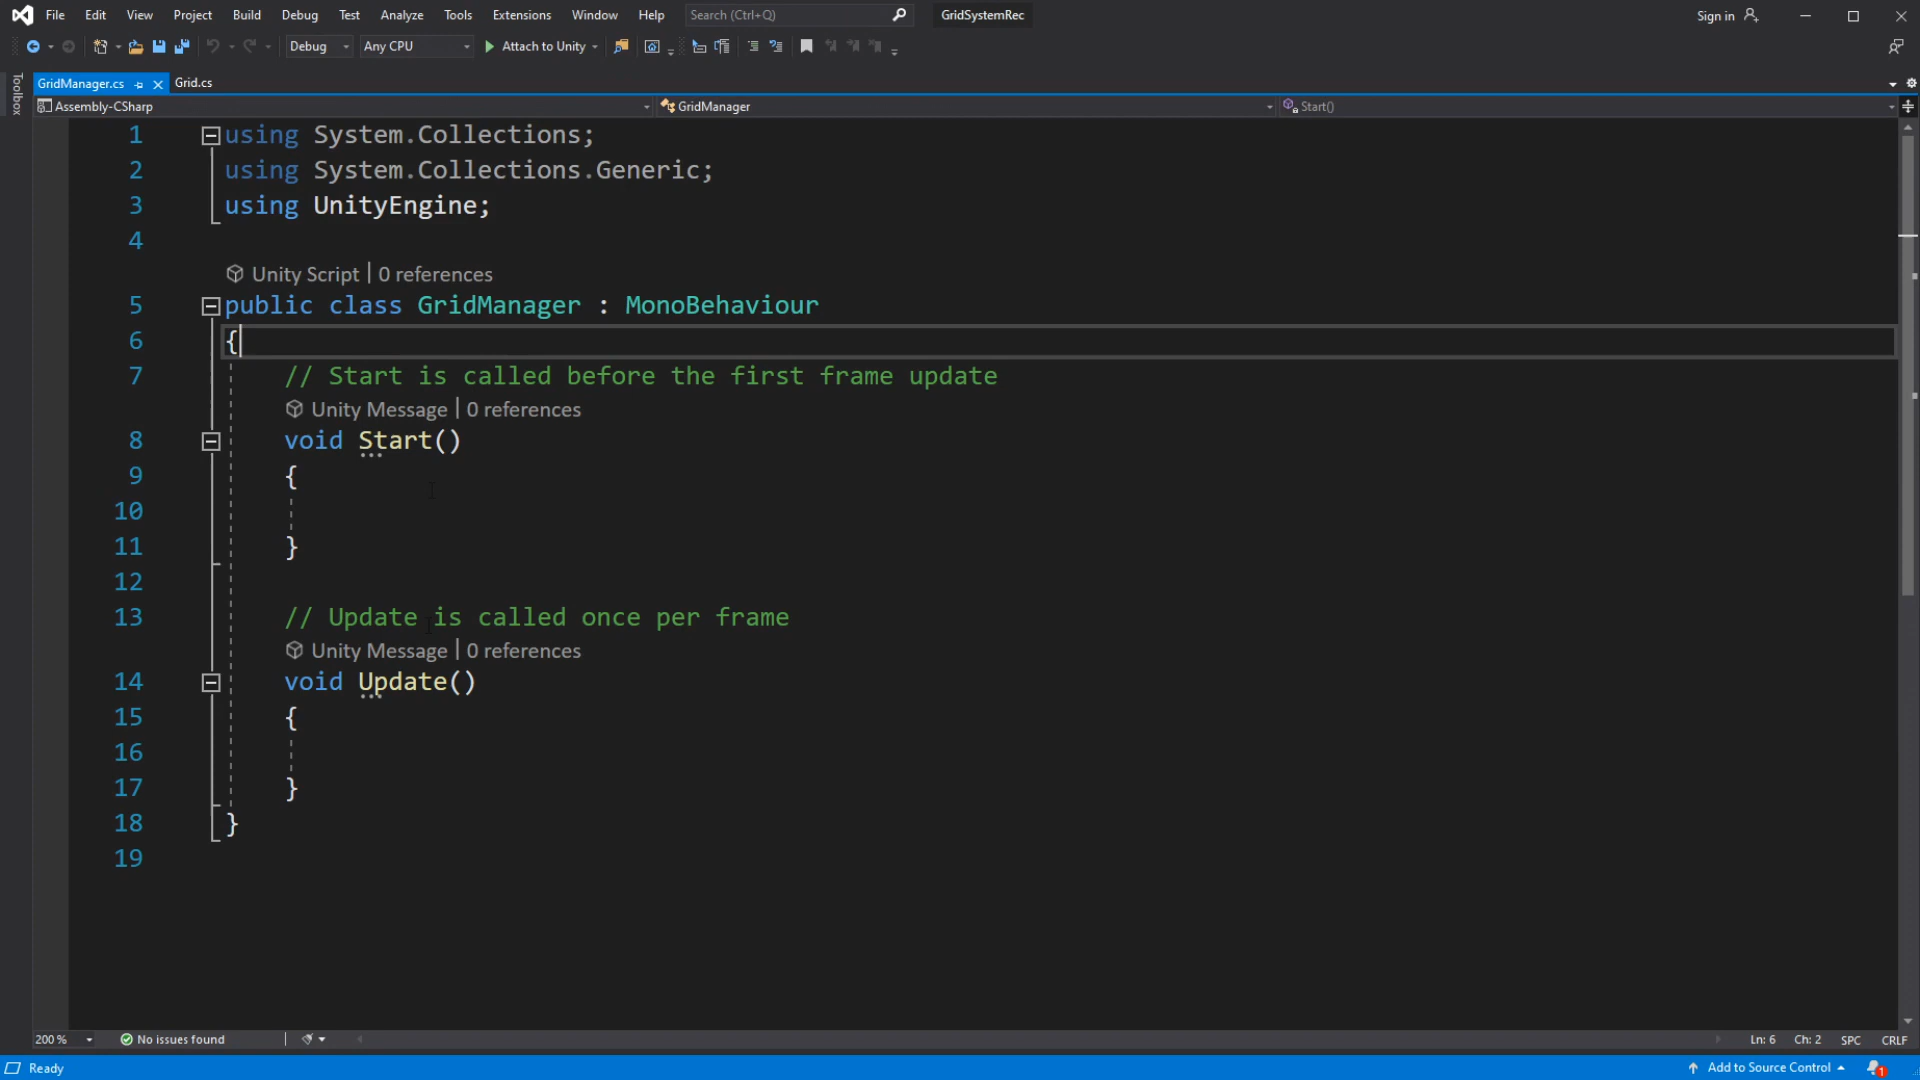 File Edit View Project Build Debug Test Analyze Tools Extensions Window Help Search (Ctrl+Q) GridSystemRec Sign in
Debug Any CPU Attach to Unity
Toolbox
GridManager.cs Grid.cs
Assembly-CSharp GridManager Start()
1 using System.Collections;
2 using System.Collections.Generic;
3 using UnityEngine;
4
Unity Script | 0 references
5 public class GridManager : MonoBehaviour
6 {
7 // Start is called before the first frame update
Unity Message | 0 references
8 void Start()
9 {
10
11 }
12
13 // Update is called once per frame
Unity Message | 0 references
14 void Update()
15 {
16
17 }
18 }
19
200 % No issues found Ln: 6 Ch: 2 SPC CRLF
Ready Add to Source Control 1